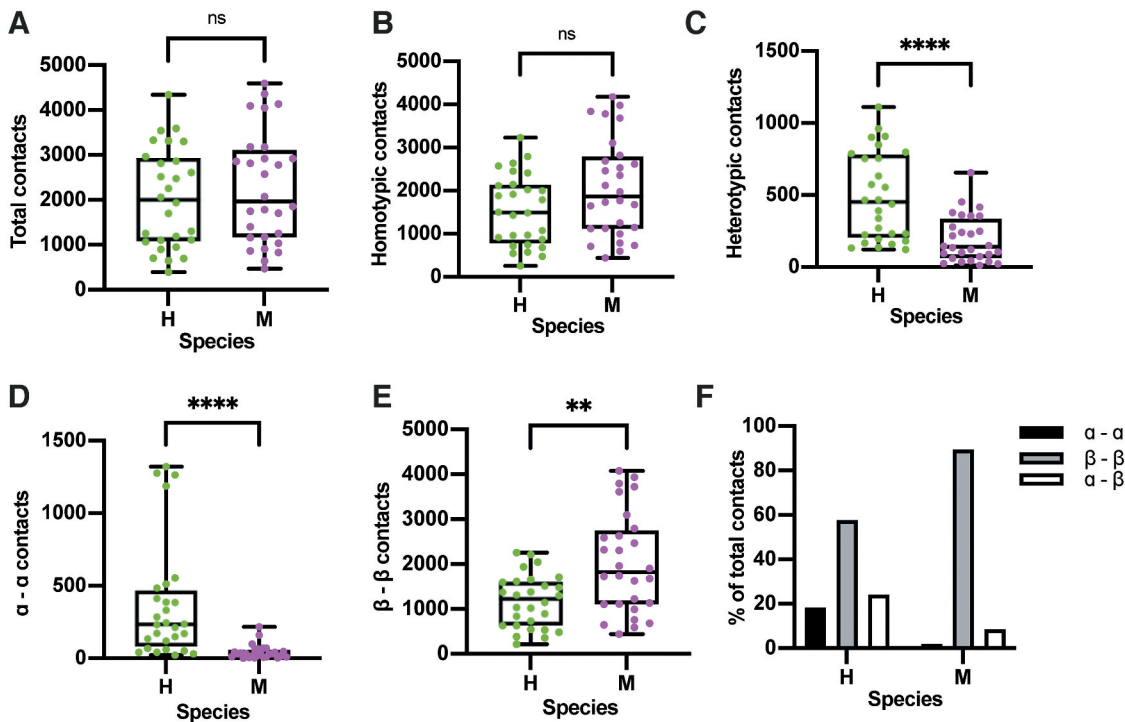 A
ns
Total contacts
5000
4000
3000
2000
1000
0
H
M
Species
B
ns
Homotypic contacts
5000
4000
3000
2000
1000
0
H
M
Species
C
****
Heterotypic contacts
1500
1000
500
0
H
M
Species
D
****
α - α contacts
1500
1000
500
0
H
M
Species
E
**
β - β contacts
5000
4000
3000
2000
1000
0
H
M
Species
F
% of total contacts
100
80
60
40
20
0
H
M
Species
α - α
β - β
α - β